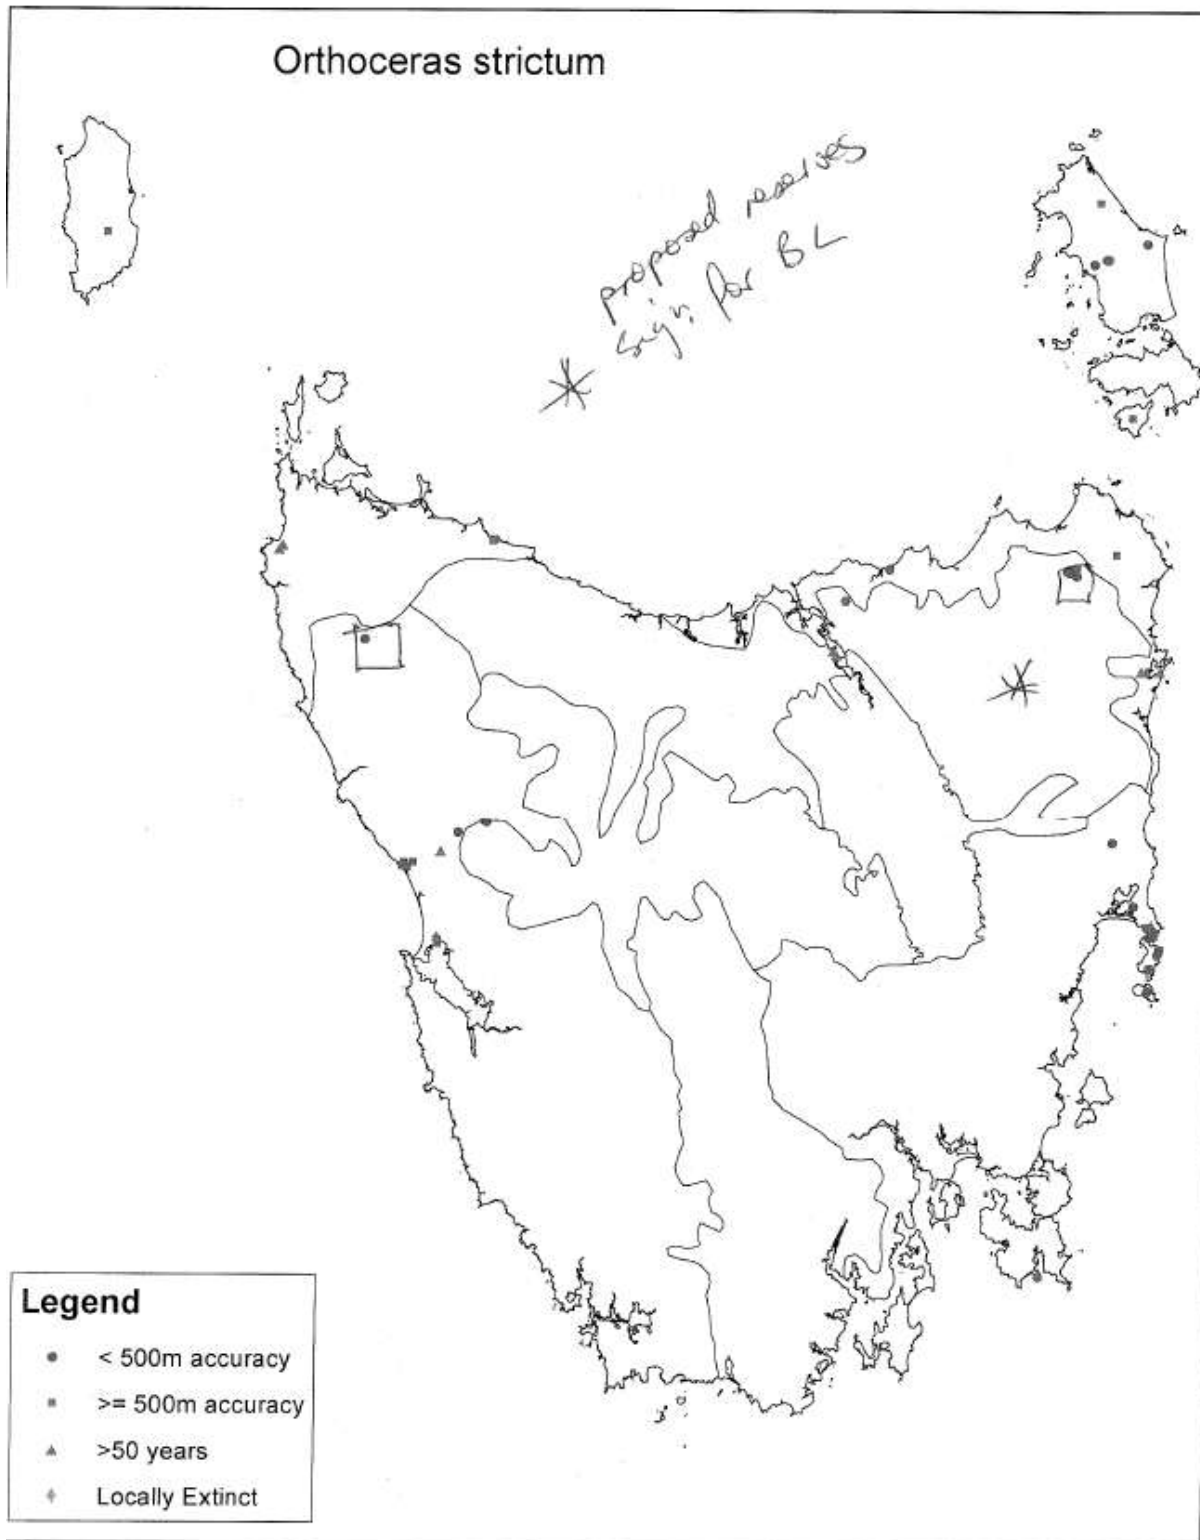 Orthoceras strictum
proposed reserves
sign for BL
Legend
< 500m accuracy
>= 500m accuracy
>50 years
Locally Extinct